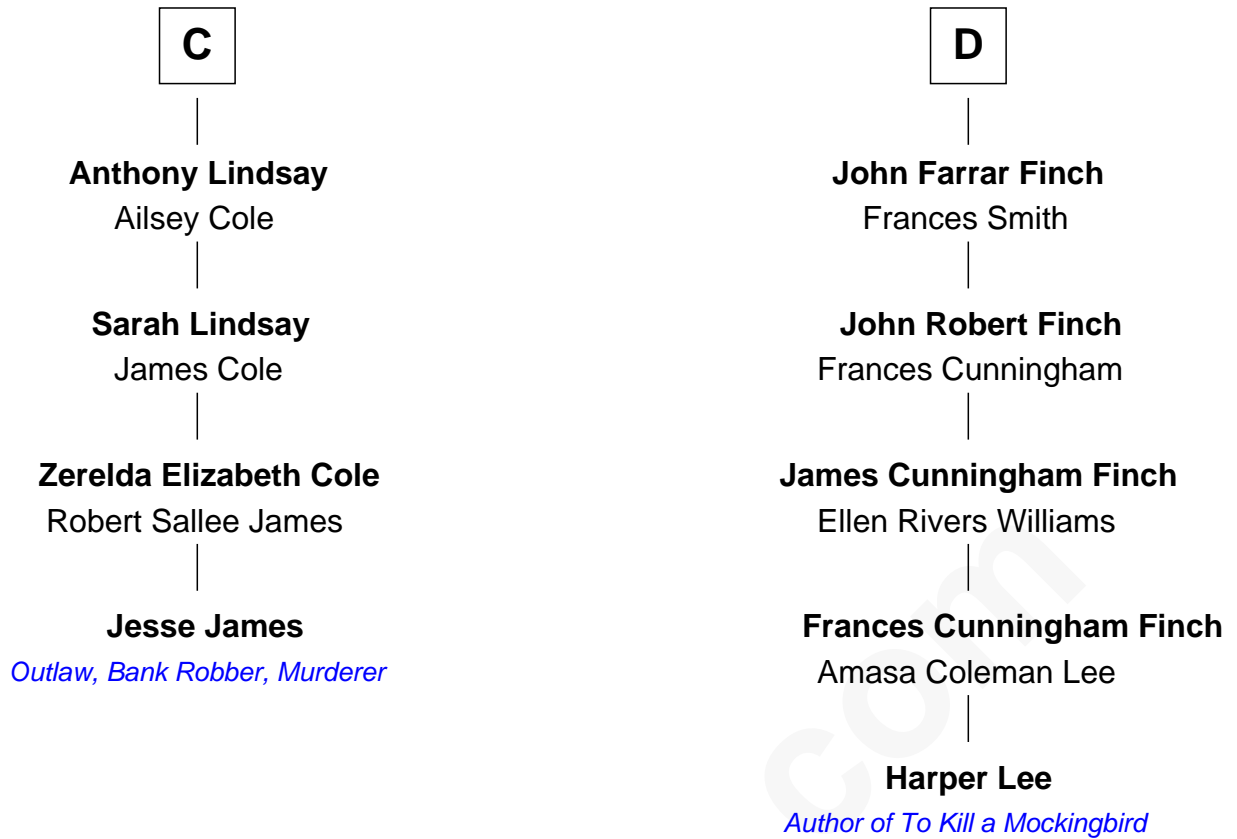 C
Anthony Lindsay
Ailsey Cole
Sarah Lindsay
James Cole
Zerelda Elizabeth Cole
Robert Sallee James
Jesse James
Outlaw, Bank Robber, Murderer
D
John Farrar Finch
Frances Smith
John Robert Finch
Frances Cunningham
James Cunningham Finch
Ellen Rivers Williams
Frances Cunningham Finch
Amasa Coleman Lee
Harper Lee
Author of To Kill a Mockingbird
com